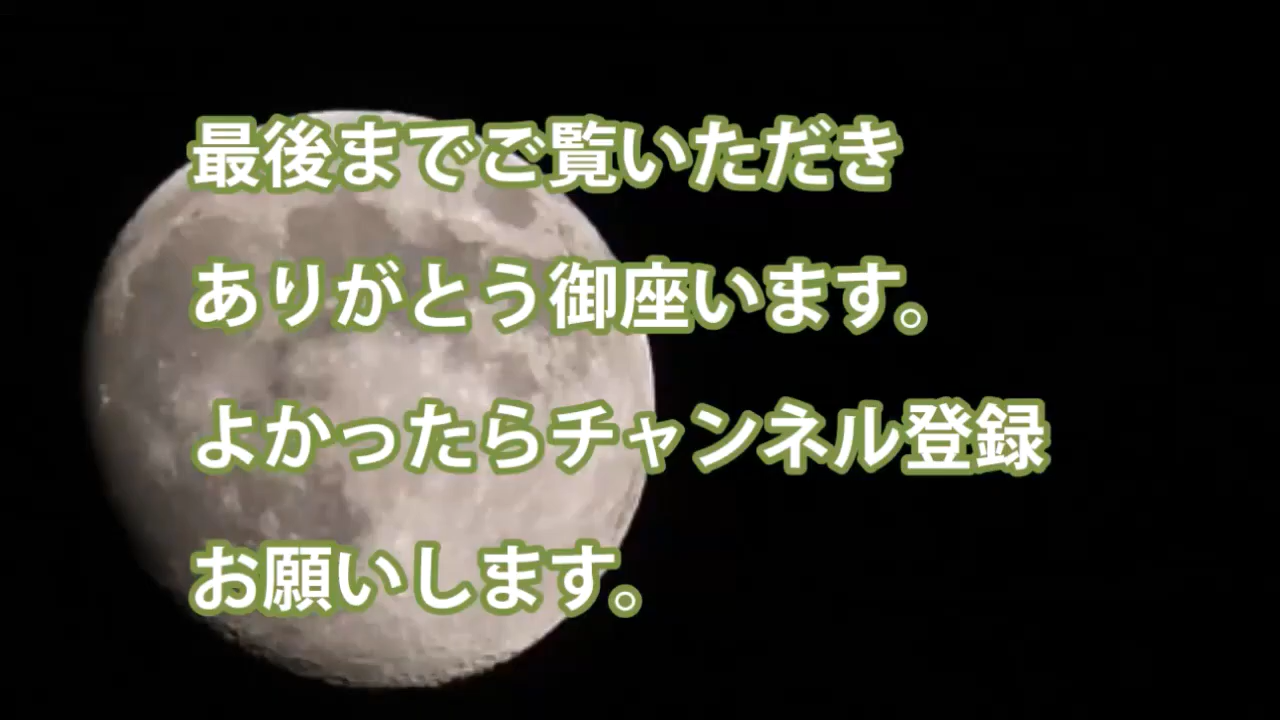 最後までご覧いただき
ありがとう御座います。
よかったらチャンネル登録
お願いします。